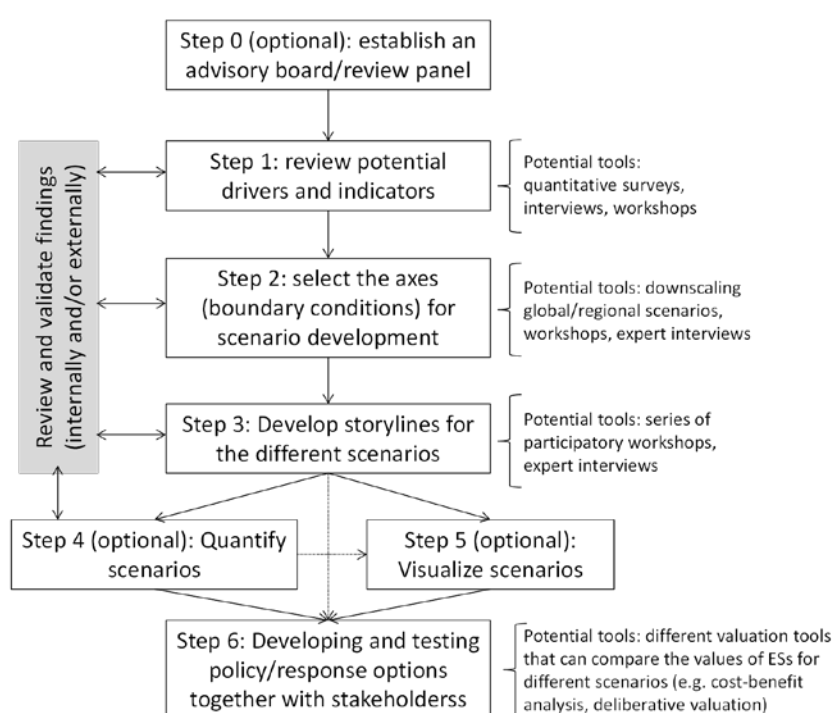 Step 0 (optional): establish an
advisory board/review panel
Review and validate findings
(internally and/or externally)
Step 1: review potential
drivers and indicators
Potential tools:
quantitative surveys,
interviews, workshops
Step 2: select the axes
(boundary conditions) for
scenario development
Potential tools: downscaling
global/regional scenarios,
workshops, expert interviews
Step 3: Develop storylines for
the different scenarios
Potential tools: series of
participatory workshops,
expert interviews
Step 4 (optional): Quantify
scenarios
Step 5 (optional):
Visualize scenarios
Step 6: Developing and testing
policy/response options
together with stakeholderss
Potential tools: different valuation tools
that can compare the values of ESs for
different scenarios (e.g. cost-benefit
analysis, deliberative valuation)